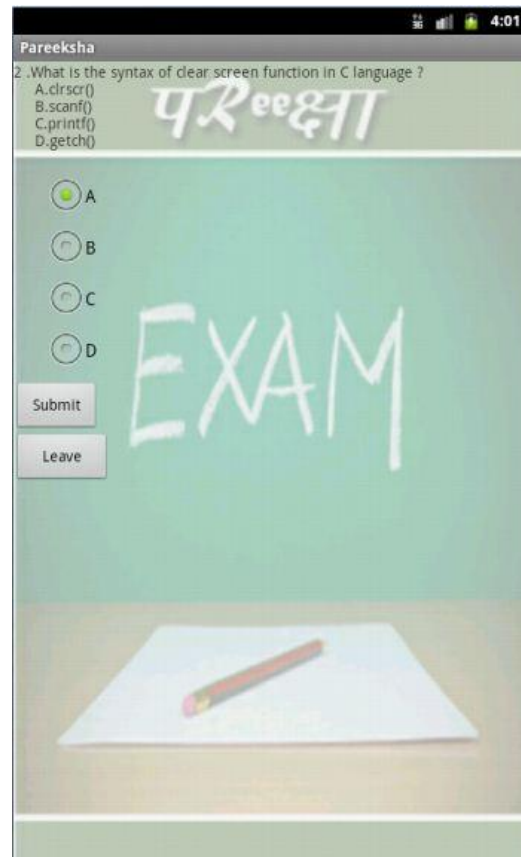 4:01
Pareeksha
2 .What is the syntax of clear screen function in C language ?
A.clrscr()
B.scanf()
C.printf()
D.getch()
परeeक्षा
A
B
C
D
EXAM
Submit
Leave